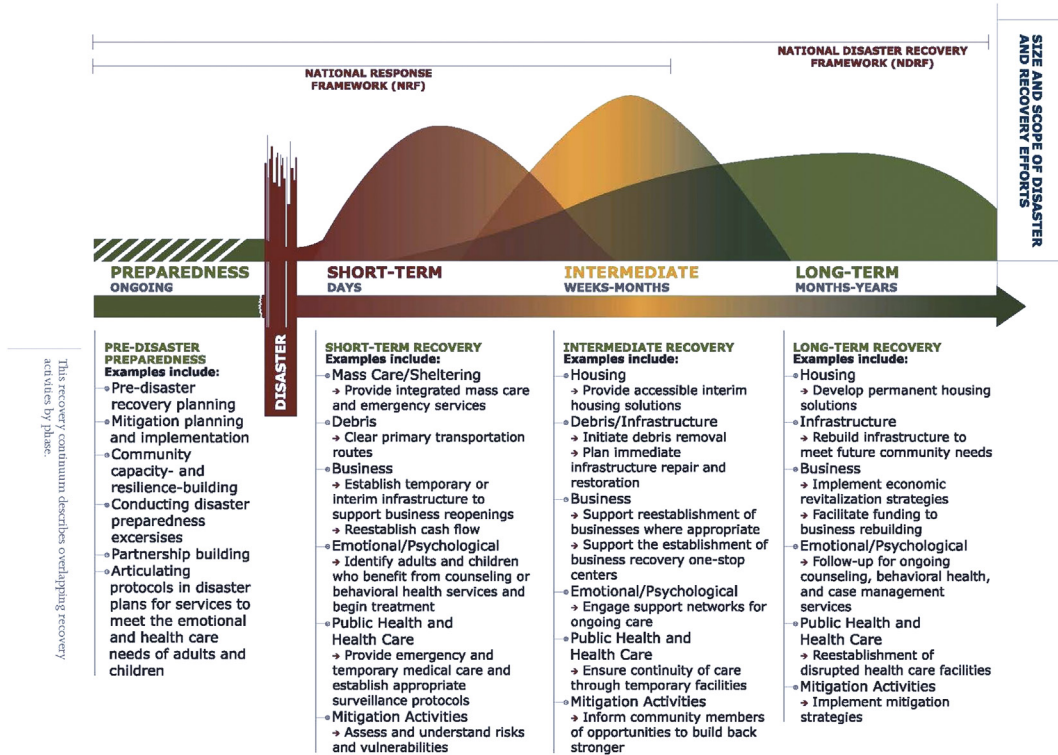 NATIONAL DISASTER RECOVERY
FRAMEWORK (NDRF)
NATIONAL RESPONSE
FRAMEWORK (NRF)
SIZE AND SCOPE OF DISASTER
AND RECOVERY EFFORTS
PREPAREDNESS
ONGOING
SHORT-TERM
DAYS
INTERMEDIATE
WEEKS-MONTHS
LONG-TERM
MONTHS-YEARS
DISASTER
This recovery continuum describes overlapping recovery
activities by phase.
PRE-DISASTER
PREPAREDNESS
Examples include:
Pre-disaster
recovery planning
Mitigation planning
and implementation
Community
capacity- and
resilience-building
Conducting disaster
preparedness
excersises
Partnership building
Articulating
protocols in disaster
plans for services to
meet the emotional
and health care
needs of adults and
children
SHORT-TERM RECOVERY
Examples include:
Mass Care/Sheltering
→ Provide integrated mass care
and emergency services
Debris
→ Clear primary transportation
routes
Business
→ Establish temporary or
interim infrastructure to
support business reopenings
→ Reestablish cash flow
Emotional/Psychological
→ Identify adults and children
who benefit from counseling or
behavioral health services and
begin treatment
Public Health and
Health Care
→ Provide emergency and
temporary medical care and
establish appropriate
surveillance protocols
Mitigation Activities
→ Assess and understand risks
and vulnerabilities
INTERMEDIATE RECOVERY
Examples include:
Housing
→ Provide accessible interim
housing solutions
Debris/Infrastructure
→ Initiate debris removal
→ Plan immediate
infrastructure repair and
restoration
Business
→ Support reestablishment of
businesses where appropriate
→ Support the establishment of
business recovery one-stop
centers
Emotional/Psychological
→ Engage support networks for
ongoing care
Public Health and
Health Care
→ Ensure continuity of care
through temporary facilities
Mitigation Activities
→ Inform community members
of opportunities to build back
stronger
LONG-TERM RECOVERY
Examples include:
Housing
→ Develop permanent housing
solutions
Infrastructure
→ Rebuild infrastructure to
meet future community needs
Business
→ Implement economic
revitalization strategies
→ Facilitate funding to
business rebuilding
Emotional/Psychological
→ Follow-up for ongoing
counseling, behavioral health,
and case management
services
Public Health and
Health Care
→ Reestablishment of
disrupted health care facilities
Mitigation Activities
→ Implement mitigation
strategies